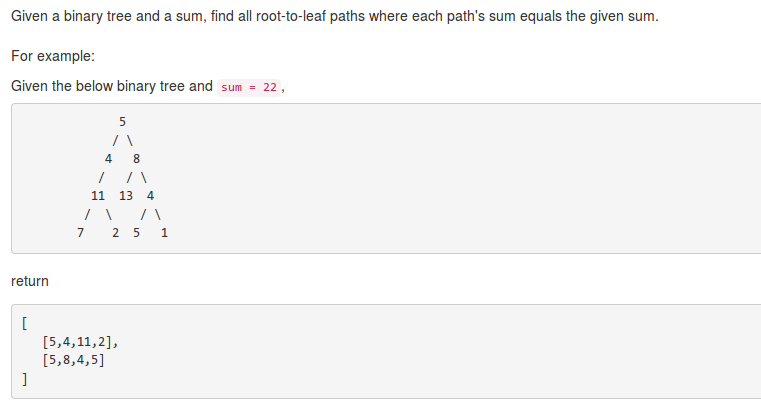 Given a binary tree and a sum, find all root-to-leaf paths where each path's sum equals the given sum.
For example:
Given the below binary tree and sum = 22,
5
/ \
4 8
/ / \
11 13 4
/ \ / \
7 2 5 1
return
[
[5,4,11,2],
[5,8,4,5]
]